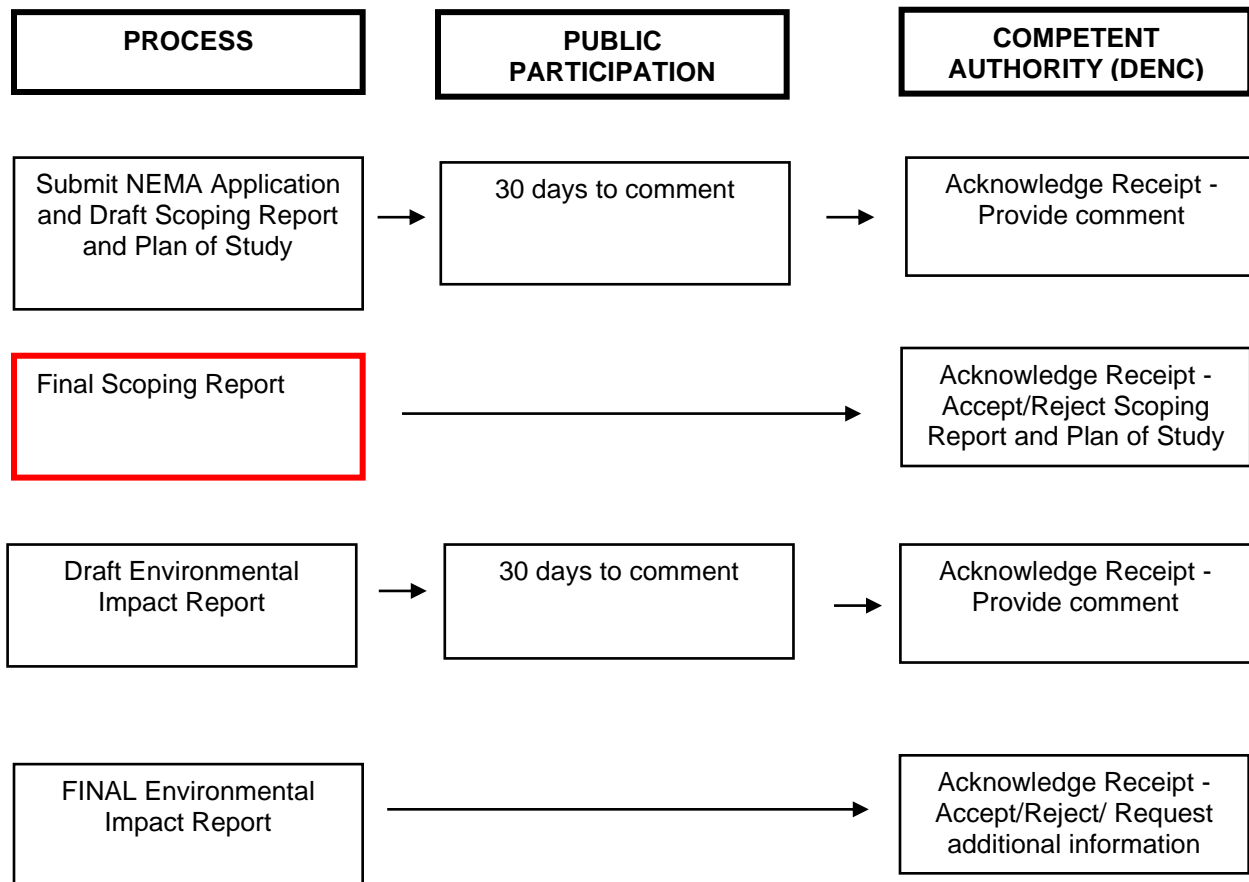 PROCESS
PUBLIC
PARTICIPATION
COMPETENT
AUTHORITY (DENC)
Submit NEMA Application
and Draft Scoping Report
and Plan of Study
30 days to comment
Acknowledge Receipt -
Provide comment
Final Scoping Report
Acknowledge Receipt -
Accept/Reject Scoping
Report and Plan of Study
Draft Environmental
Impact Report
30 days to comment
Acknowledge Receipt -
Provide comment
FINAL Environmental
Impact Report
Acknowledge Receipt -
Accept/Reject/ Request
additional information